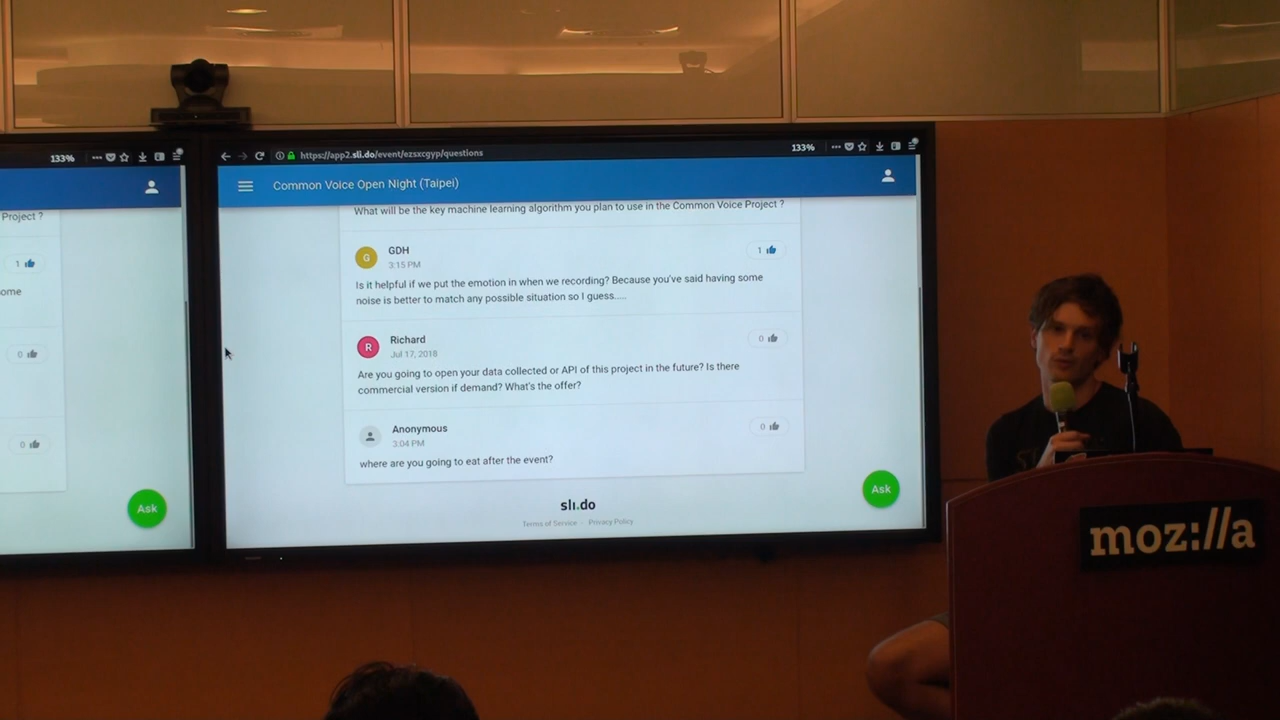 133%
Project ?
1
ome
0
0
Ask
https://app2.sli.do/event/ezsxcgyp/questions
133%
Common Voice Open Night (Taipei)
What will be the key machine learning algorithm you plan to use in the Common Voice Project ?
G
GDH
3:15 PM
1
Is it helpful if we put the emotion in when we recording? Because you've said having some
noise is better to match any possible situation so I guess.....
R
Richard
Jul 17, 2018
0
Are you going to open your data collected or API of this project in the future? Is there
commercial version if demand? What's the offer?
Anonymous
3:04 PM
0
where are you going to eat after the event?
sli.do
Terms of Service - Privacy Policy
Ask
moz://a